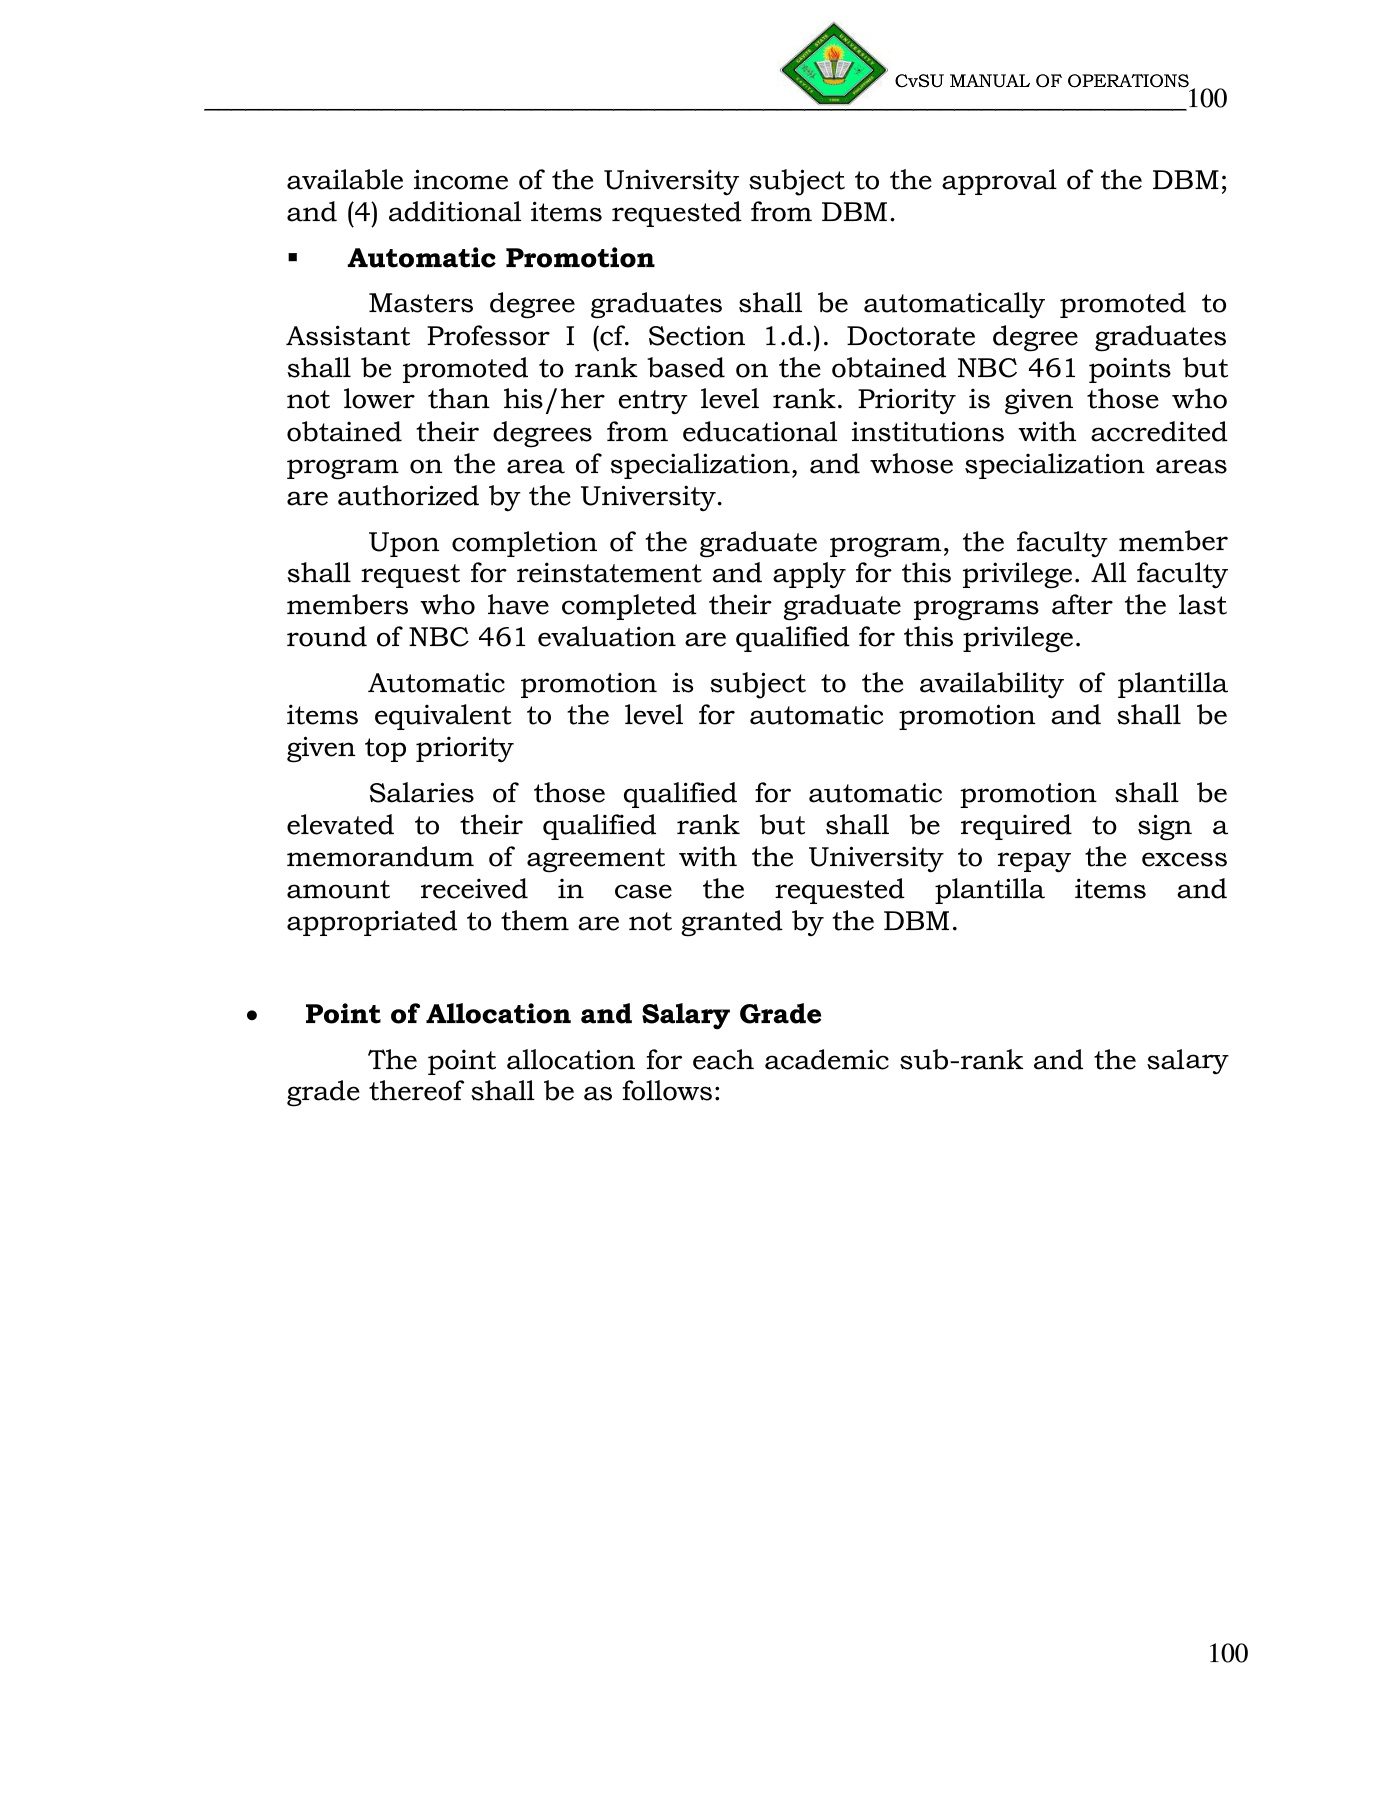 CvSU MANUAL OF OPERATIONS
100
available income of the University subject to the approval of the DBM;
and (4) additional items requested from DBM.
▪ Automatic Promotion
Masters degree graduates shall be automatically promoted to
Assistant Professor I (cf. Section 1.d.). Doctorate degree graduates
shall be promoted to rank based on the obtained NBC 461 points but
not lower than his/her entry level rank. Priority is given those who
obtained their degrees from educational institutions with accredited
program on the area of specialization, and whose specialization areas
are authorized by the University.
Upon completion of the graduate program, the faculty member
shall request for reinstatement and apply for this privilege. All faculty
members who have completed their graduate programs after the last
round of NBC 461 evaluation are qualified for this privilege.
Automatic promotion is subject to the availability of plantilla
items equivalent to the level for automatic promotion and shall be
given top priority
Salaries of those qualified for automatic promotion shall be
elevated to their qualified rank but shall be required to sign a
memorandum of agreement with the University to repay the excess
amount received in case the requested plantilla items and
appropriated to them are not granted by the DBM.
• Point of Allocation and Salary Grade
The point allocation for each academic sub-rank and the salary
grade thereof shall be as follows:
100